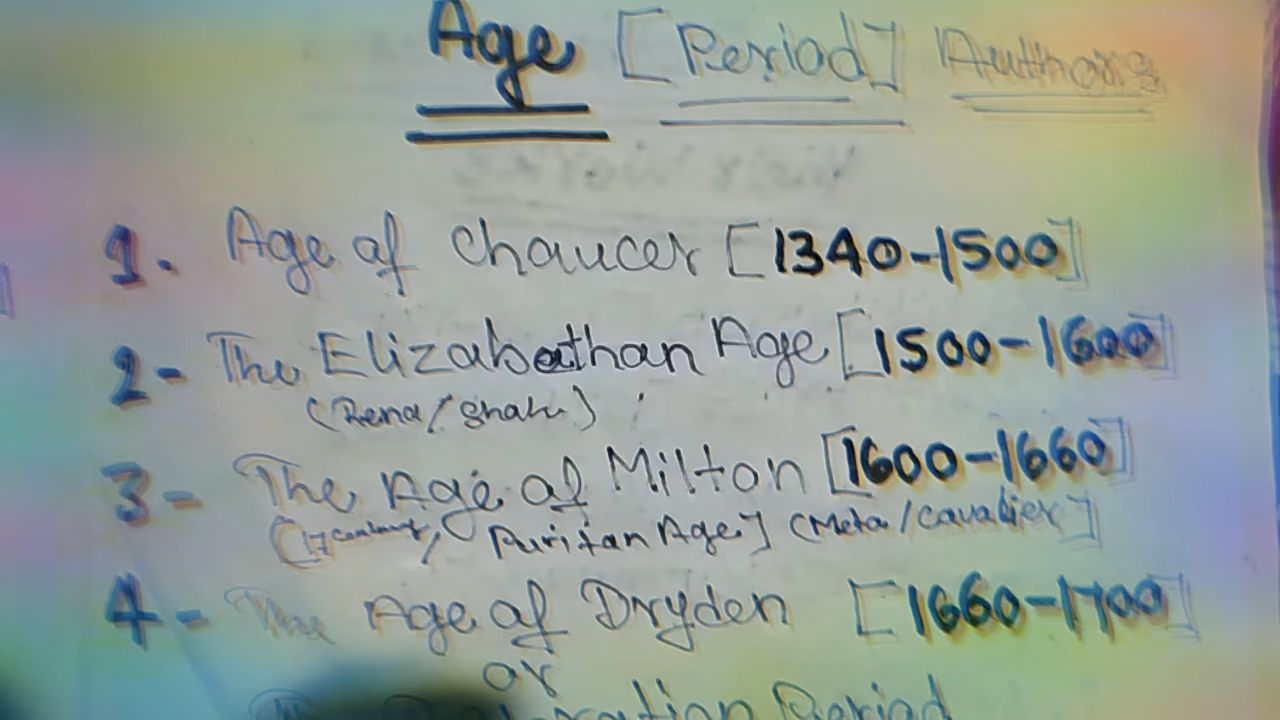 Age [Period] Authors
1. Age of Chaucer [1340-1500]
2- The Elizabethan Age [1500-1600]
(Rena/Shak)
3- The Age of Milton [1600-1660]
(17 century, Puritan Age] (Meta/cavalier]
4- The Age of Dryden [1660-1700]
or
Period